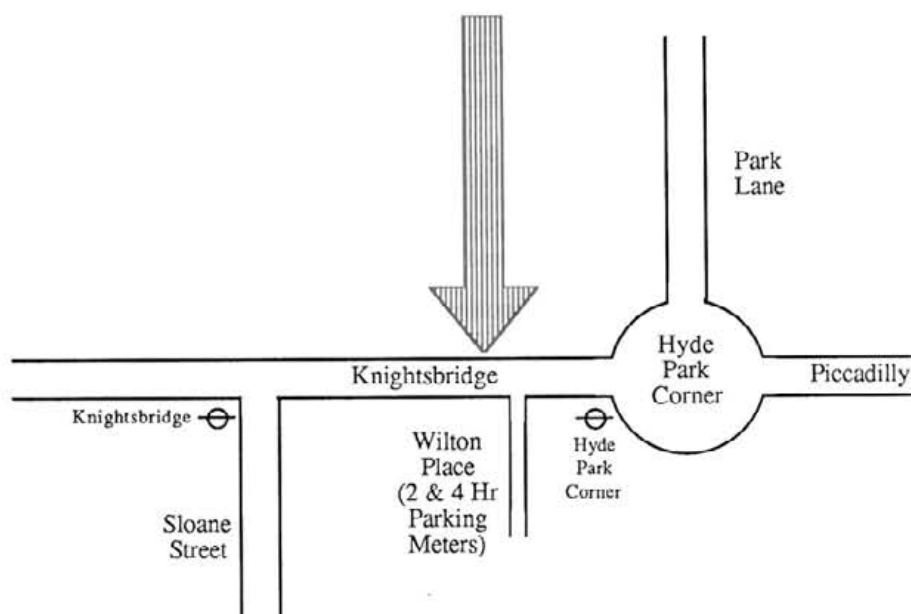 Park
Lane
Hyde
Park
Corner
Knightsbridge
Piccadilly
Knightsbridge
Wilton
Place
(2 & 4 Hr
Parking
Meters)
Hyde
Park
Corner
Sloane
Street